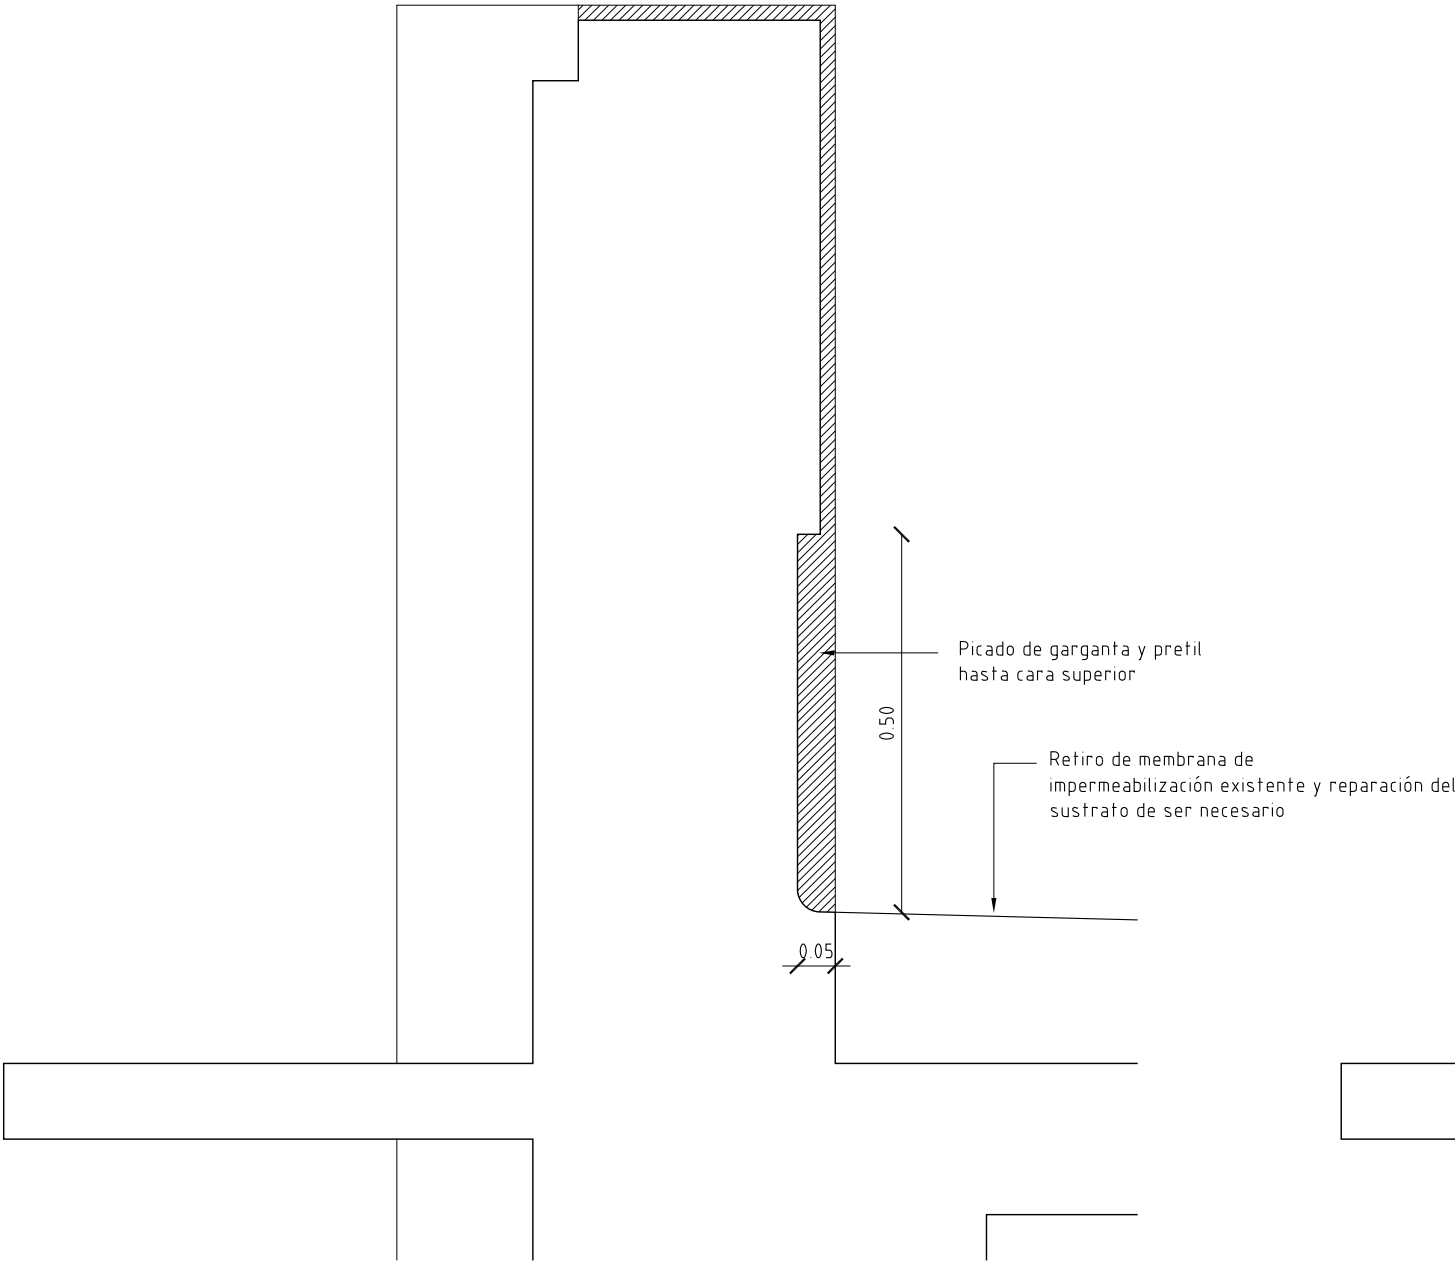 Picado de garganta y pretil
hasta cara superior
0.50
Retiro de membrana de
impermeabilización existente y reparación del
sustrato de ser necesario
0.05